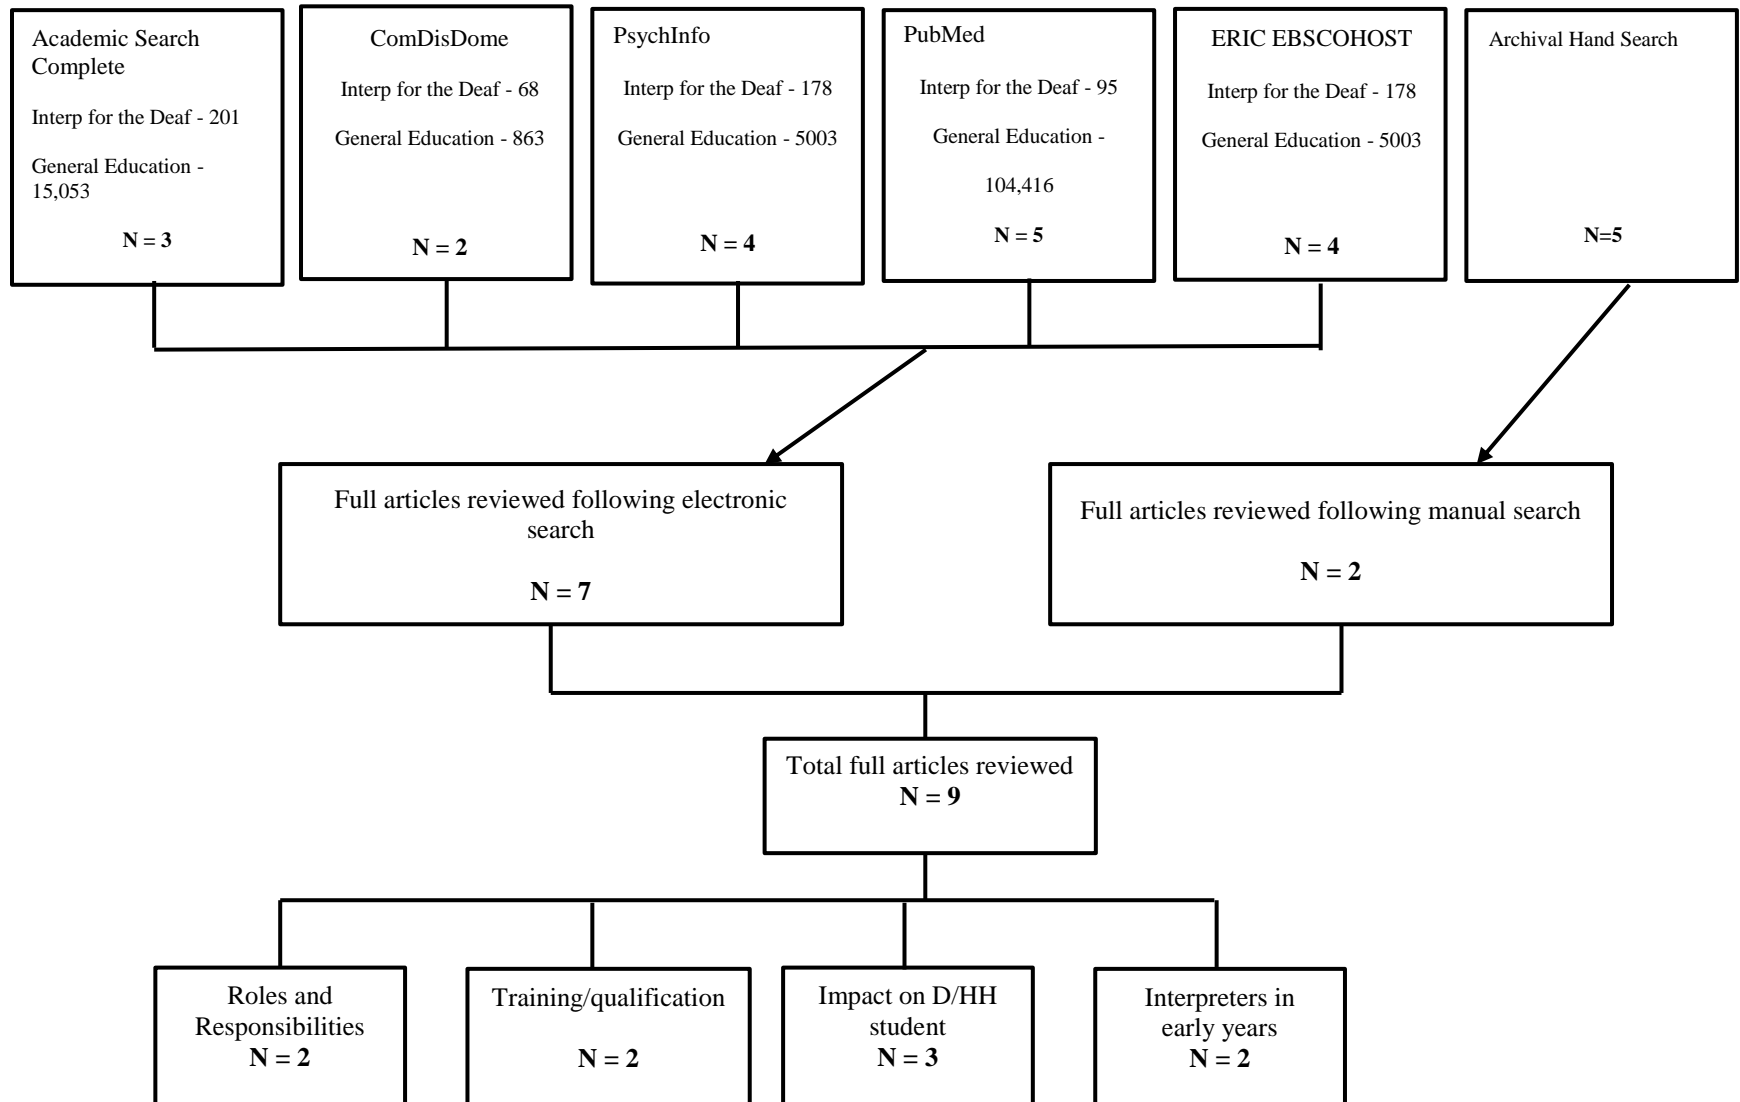 Academic Search
Complete
Interp for the Deaf - 201
General Education -
15,053
N = 3
ComDisDome
Interp for the Deaf - 68
General Education - 863
N = 2
PsychInfo
Interp for the Deaf - 178
General Education - 5003
N = 4
PubMed
Interp for the Deaf - 95
General Education -
104,416
N = 5
ERIC EBSCOHOST
Interp for the Deaf - 178
General Education - 5003
N = 4
Archival Hand Search
N=5
Full articles reviewed following electronic
search
N = 7
Full articles reviewed following manual search
N = 2
Total full articles reviewed
N = 9
Roles and
Responsibilities
N = 2
Training/qualification
N = 2
Impact on D/HH
student
N = 3
Interpreters in
early years
N = 2